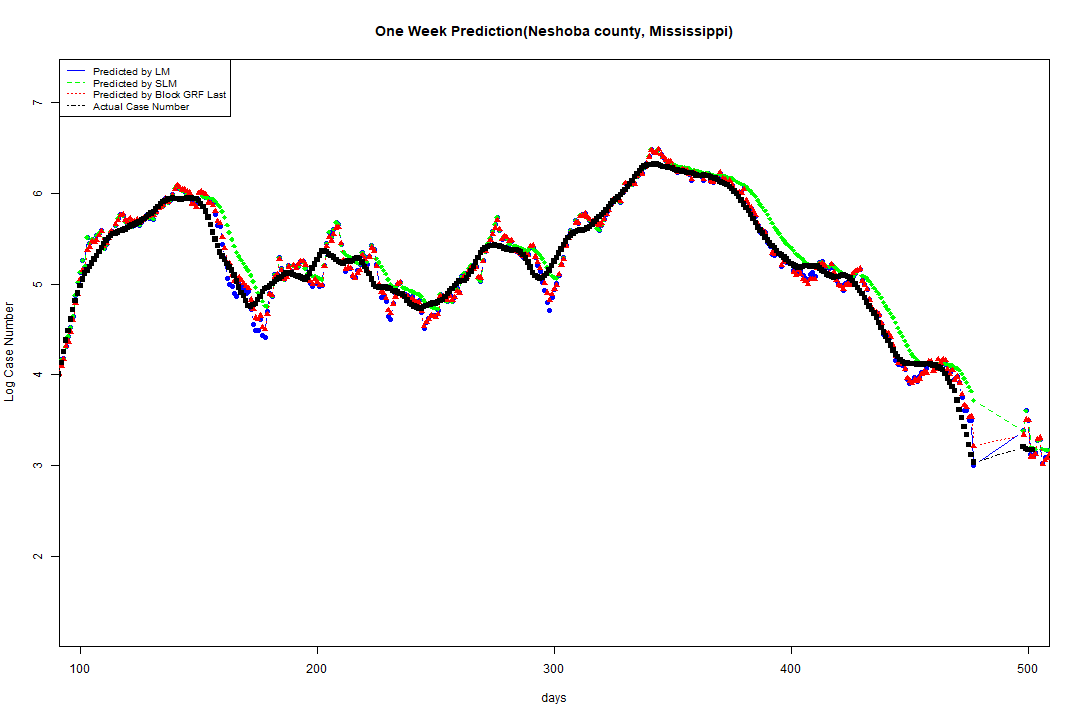 One Week Prediction(Neshoba county, Mississippi)
Predicted by LM
Predicted by SLM
Predicted by Block GRF Last
Actual Case Number
7
6
5
4
3
2
Log Case Number
100 200 300 400 500
days